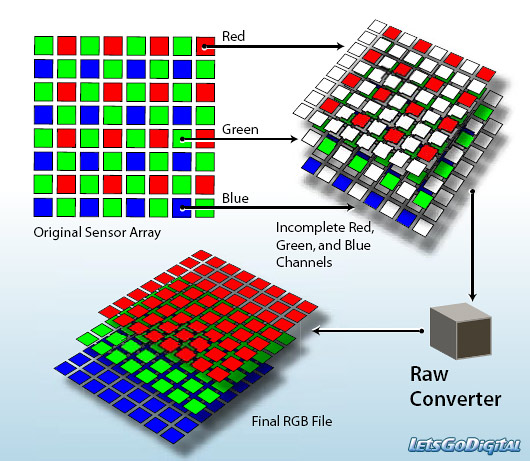 Red
Green
Blue
Original Sensor Array
Incomplete Red,
Green, and Blue
Channels
Raw
Converter
Final RGB File
LETSGODIGITAL